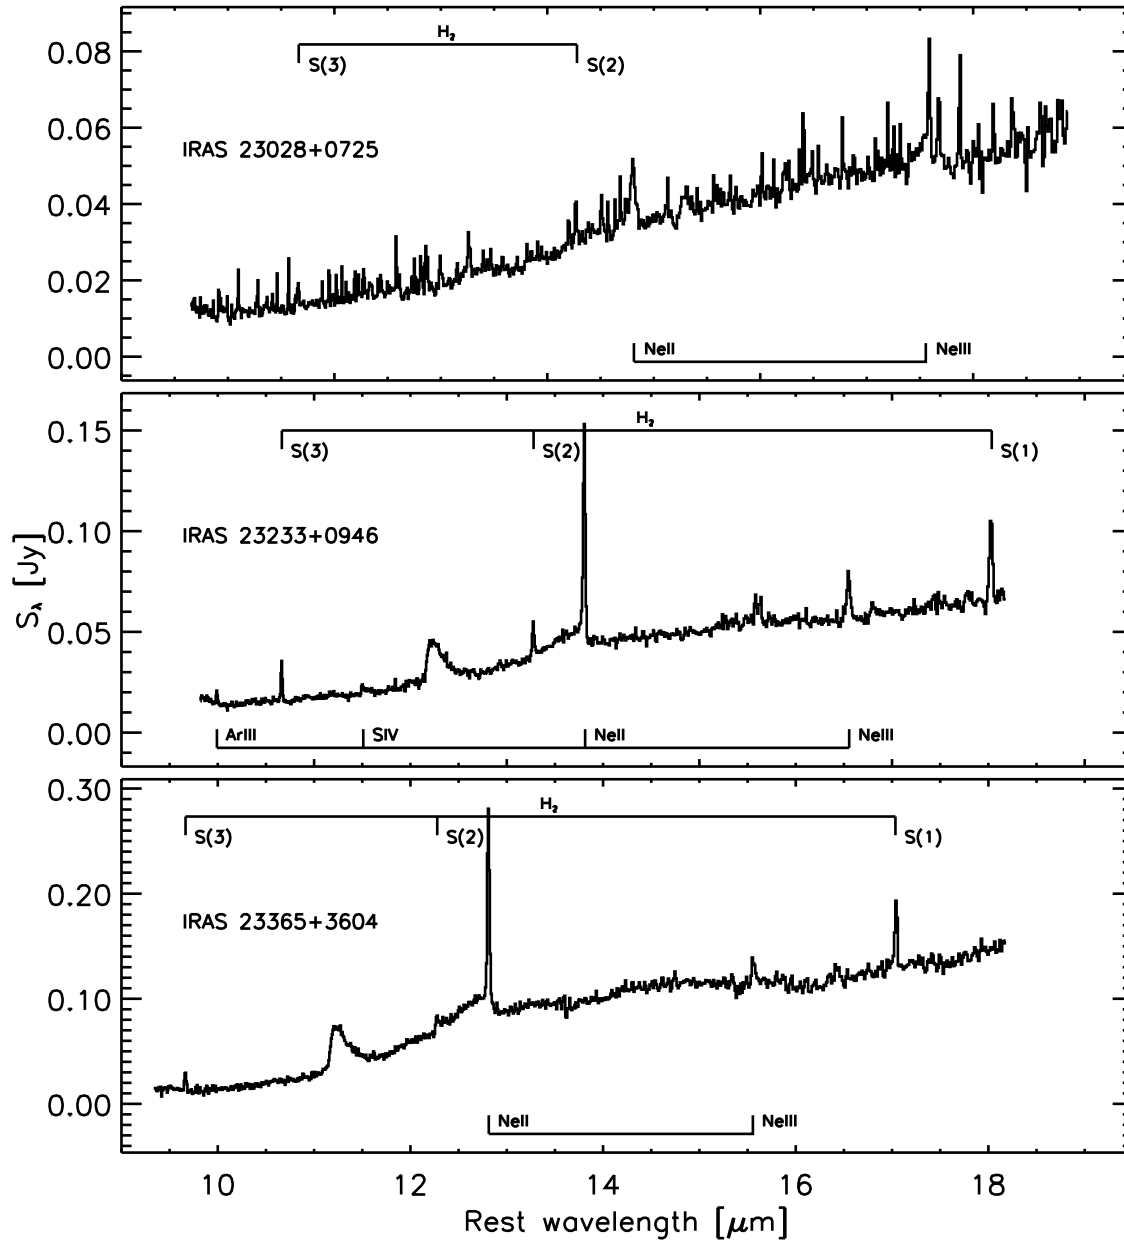 H₂
S(3) S(2)
0.08
0.06
IRAS 23028+0725
0.04
0.02
0.00
NeII NeIII
H₂
0.15
S(3) S(2) S(1)
0.10
IRAS 23233+0946
S_λ [Jy]
0.05
0.00
ArIII SIV NeII NeIII
0.30
H₂
S(3) S(2) S(1)
0.20
IRAS 23365+3604
0.10
0.00
NeII NeIII
10 12 14 16 18
Rest wavelength [μm]